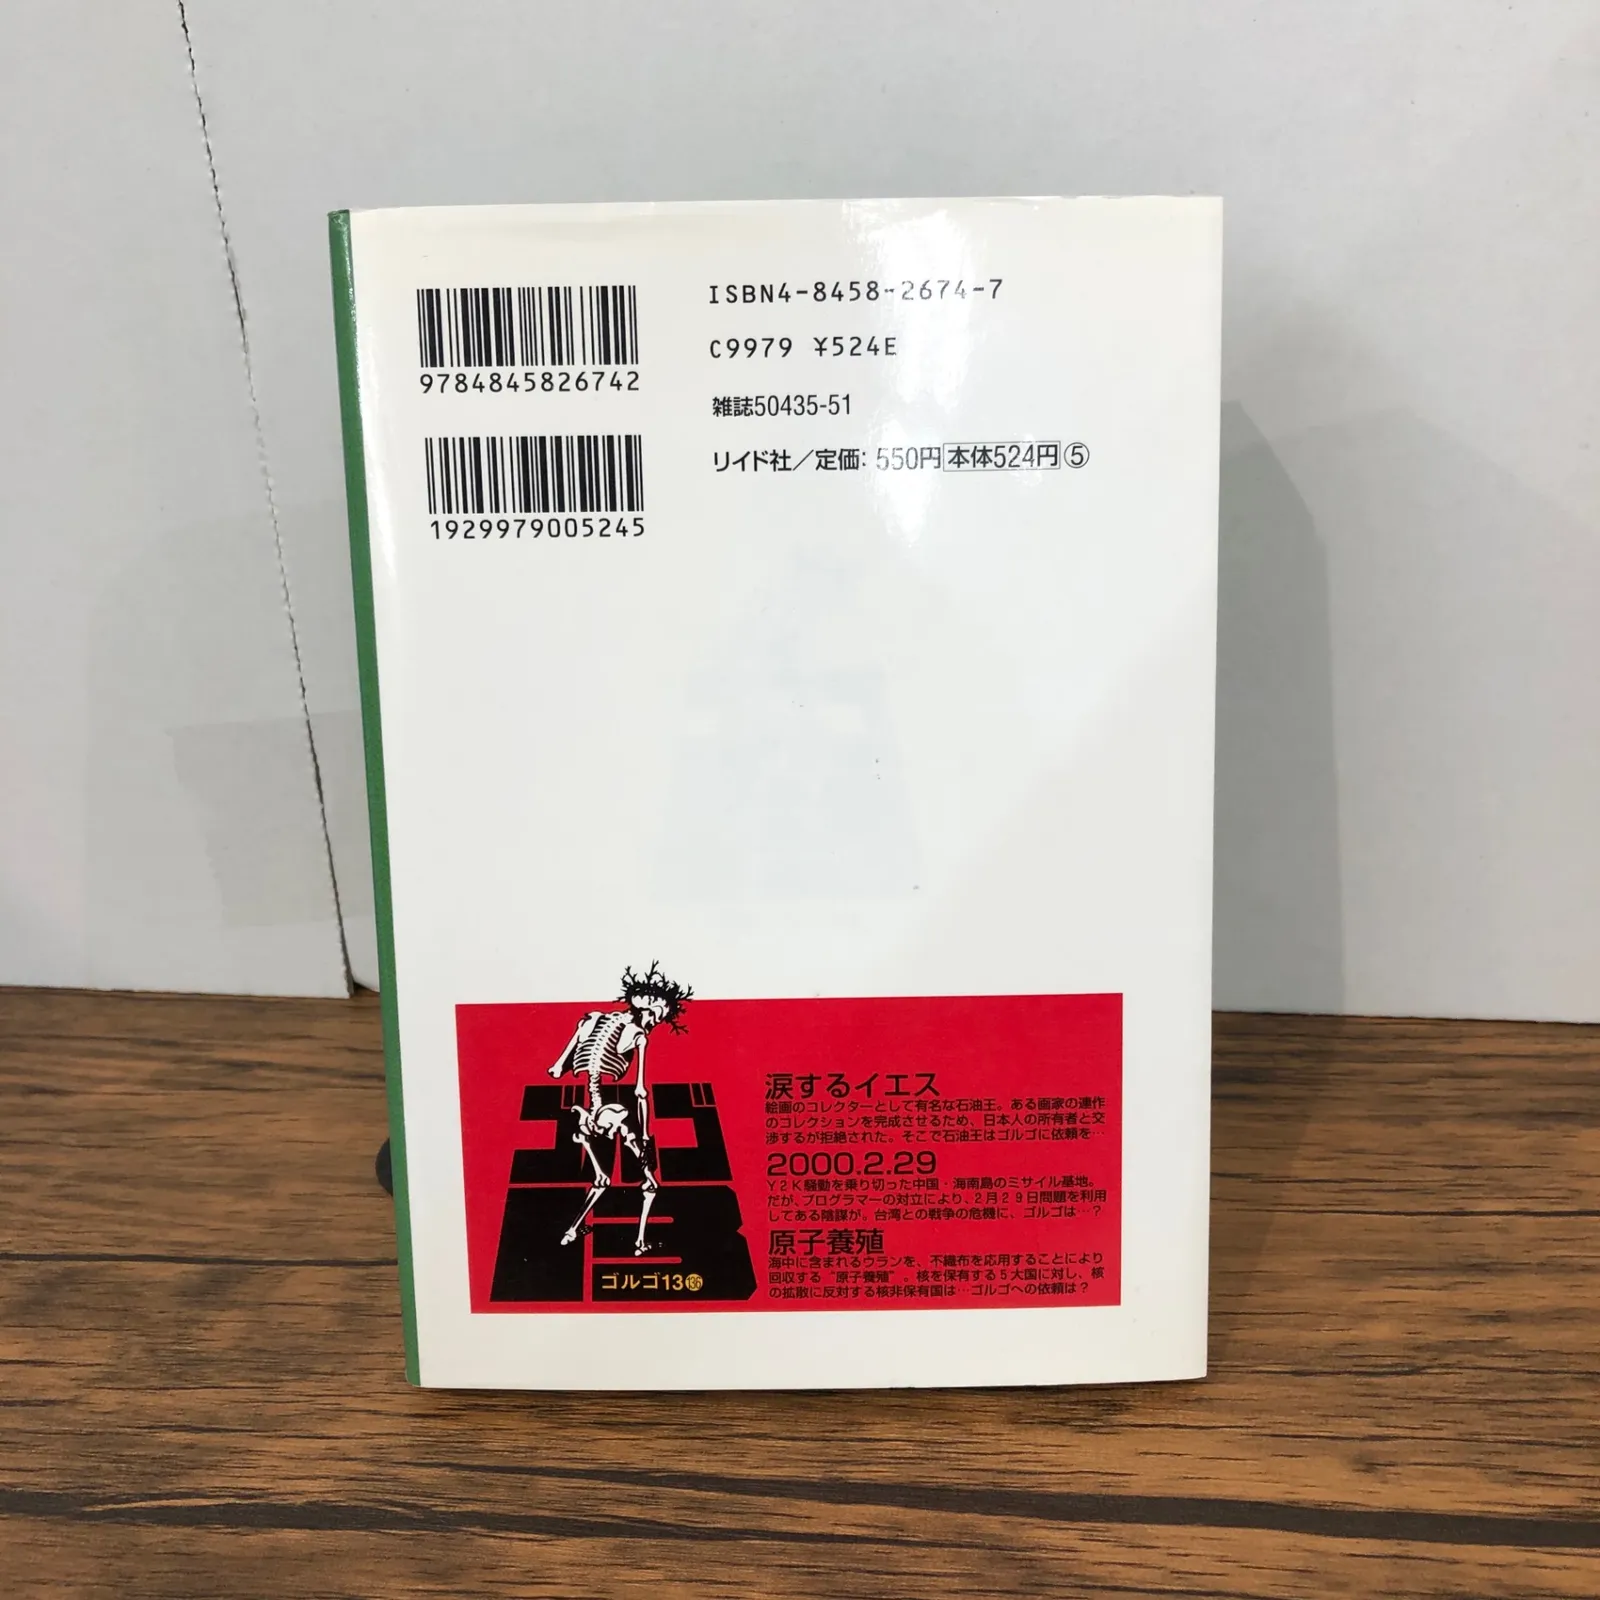 ISBN4-8458-2674-7
C9979 ¥524E
雑誌50435-51
リイド社／定価：550円 本体524円 ⑤
9784845826742
1929979005245
涙するイエス
絵画のコレクターとして有名な石油王。ある画家の連作
のコレクションを完成させるため、日本人の所有者と交
渉するが拒絶された。そこで石油王はゴルゴに依頼を…
2000.2.29
Y2K騒動を乗り切った中国・海南島のミサイル基地。
だが、プログラマーの対立により、2月29日問題を利用
してある陰謀が。台湾との戦争の危機に、ゴルゴは…？
原子養殖
海中に含まれるウランを、不織布を応用することにより
回収する“原子養殖”。核を保有する5大国に対し、核
の拡散に反対する核非保有国は…ゴルゴへの依頼は？
ゴルゴ
13
ゴルゴ13 136